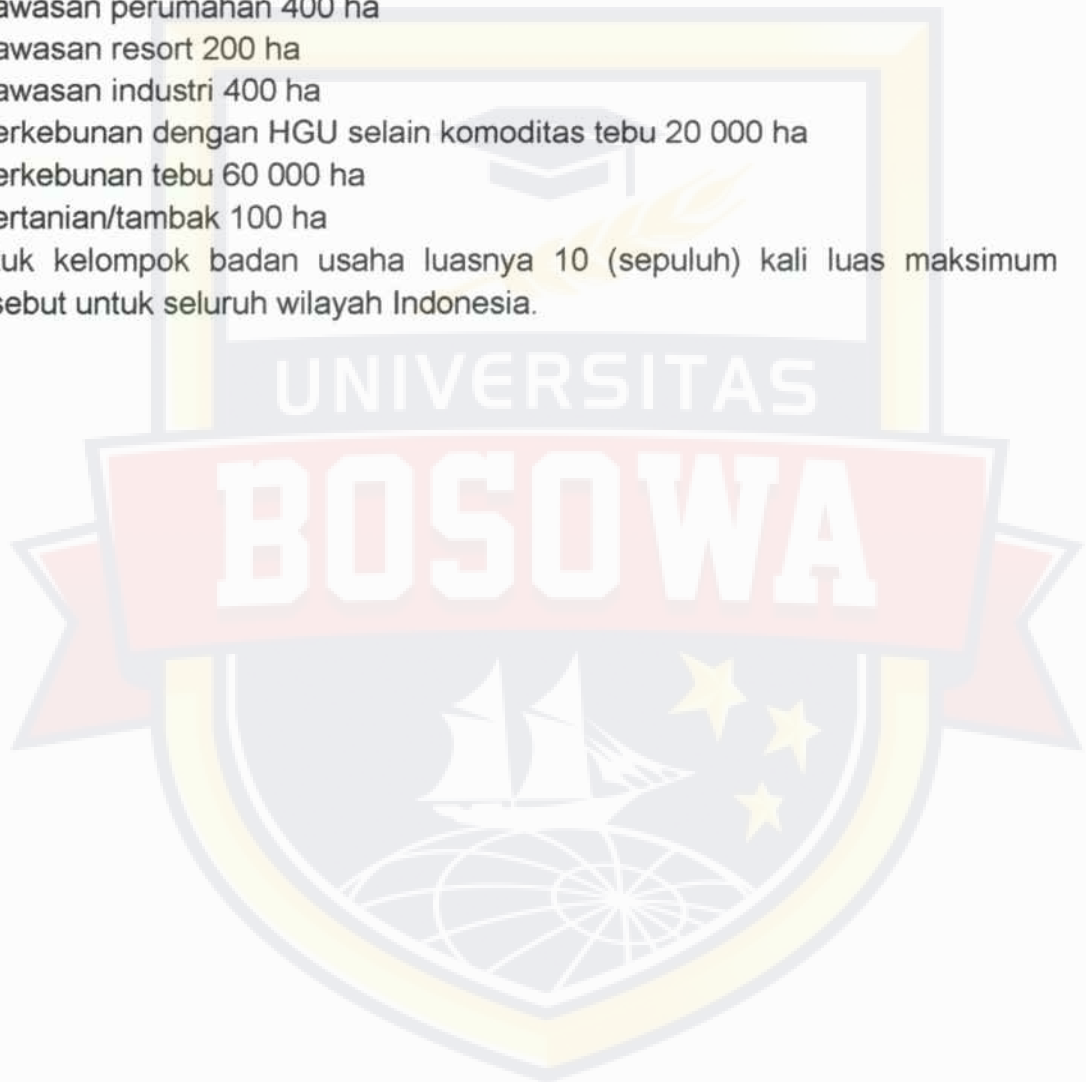 awasan perumahan 400 ha
awasan resort 200 ha
awasan industri 400 ha
erkebunan dengan HGU selain komoditas tebu 20 000 ha
erkebunan tebu 60 000 ha
ertanian/tambak 100 ha
uk kelompok badan usaha luasnya 10 (sepuluh) kali luas maksimum
sebut untuk seluruh wilayah Indonesia.
UNIVERSITAS
BOSOWA